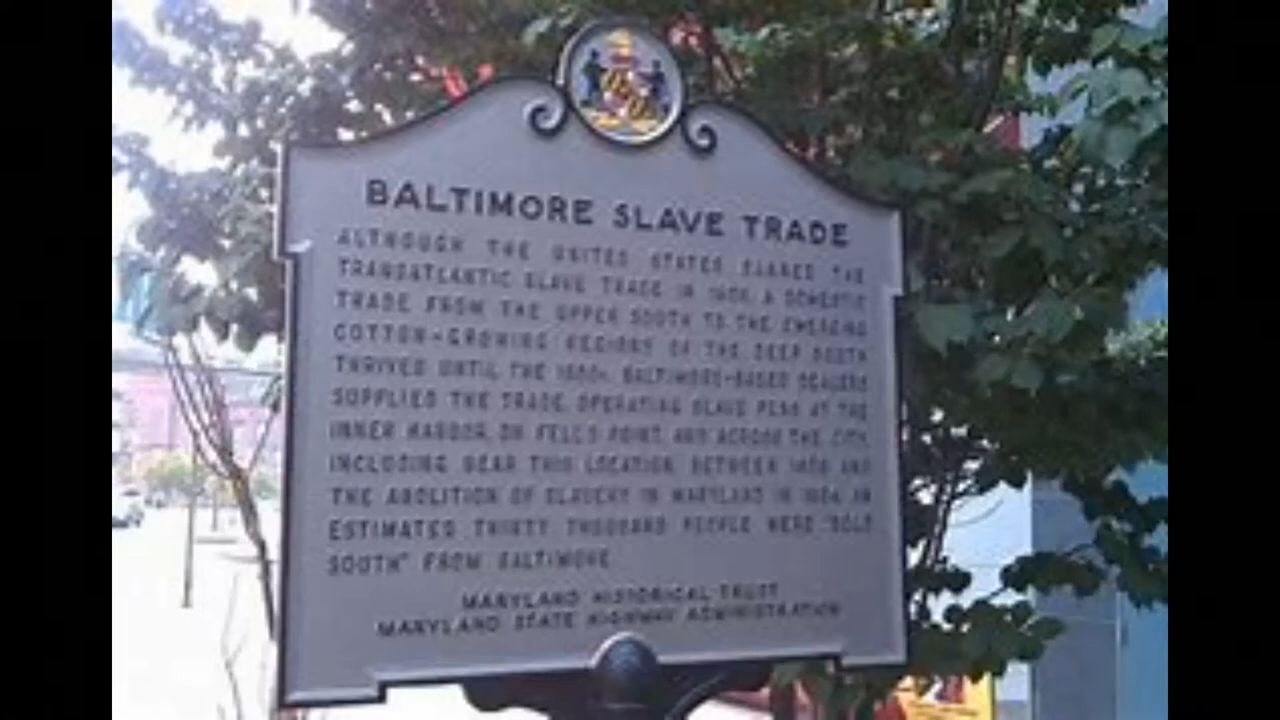 BALTIMORE SLAVE TRADE
ALTHOUGH THE UNITED STATES BANNED THE
TRANSATLANTIC SLAVE TRADE IN 1808, A DOMESTIC
TRADE FROM THE UPPER SOUTH TO THE EMERGING
COTTON-GROWING REGIONS OF THE DEEP SOUTH
THRIVED UNTIL THE 1860s. BALTIMORE-BASED DEALERS
SUPPLIED THE TRADE, OPERATING SLAVE PENS AT THE
INNER HARBOR, ON FELL'S POINT, AND ACROSS THE CITY,
INCLUDING NEAR THIS LOCATION. BETWEEN 1808 AND
THE ABOLITION OF SLAVERY IN MARYLAND IN 1864, AN
ESTIMATED THIRTY THOUSAND PEOPLE WERE "SOLD
SOUTH" FROM BALTIMORE.
MARYLAND HISTORICAL TRUST
MARYLAND STATE HIGHWAY ADMINISTRATION